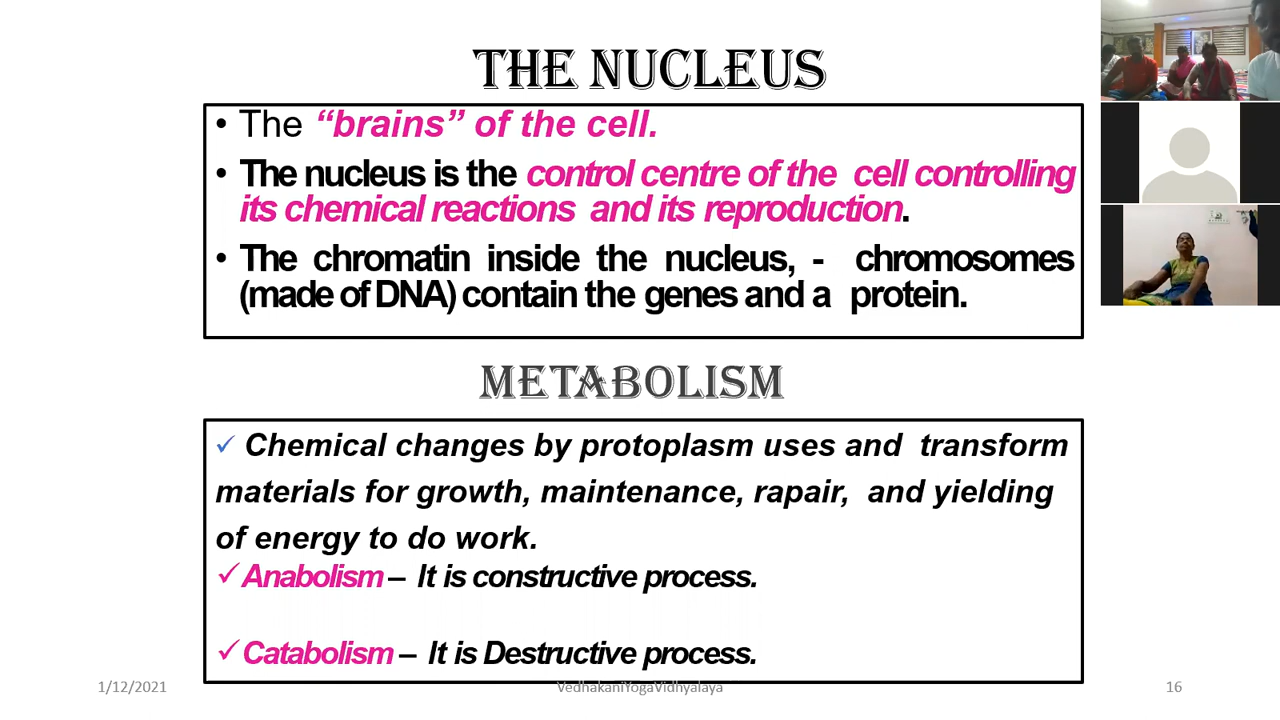 THE NUCLEUS
• The “brains” of the cell.
• The nucleus is the control centre of the cell controlling
its chemical reactions and its reproduction.
• The chromatin inside the nucleus, - chromosomes
(made of DNA) contain the genes and a protein.
METABOLISM
✓ Chemical changes by protoplasm uses and transform
materials for growth, maintenance, rapair, and yielding
of energy to do work.
✓Anabolism – It is constructive process.
✓Catabolism – It is Destructive process.
1/12/2021 VedhakaniYogaVidhyalaya 16